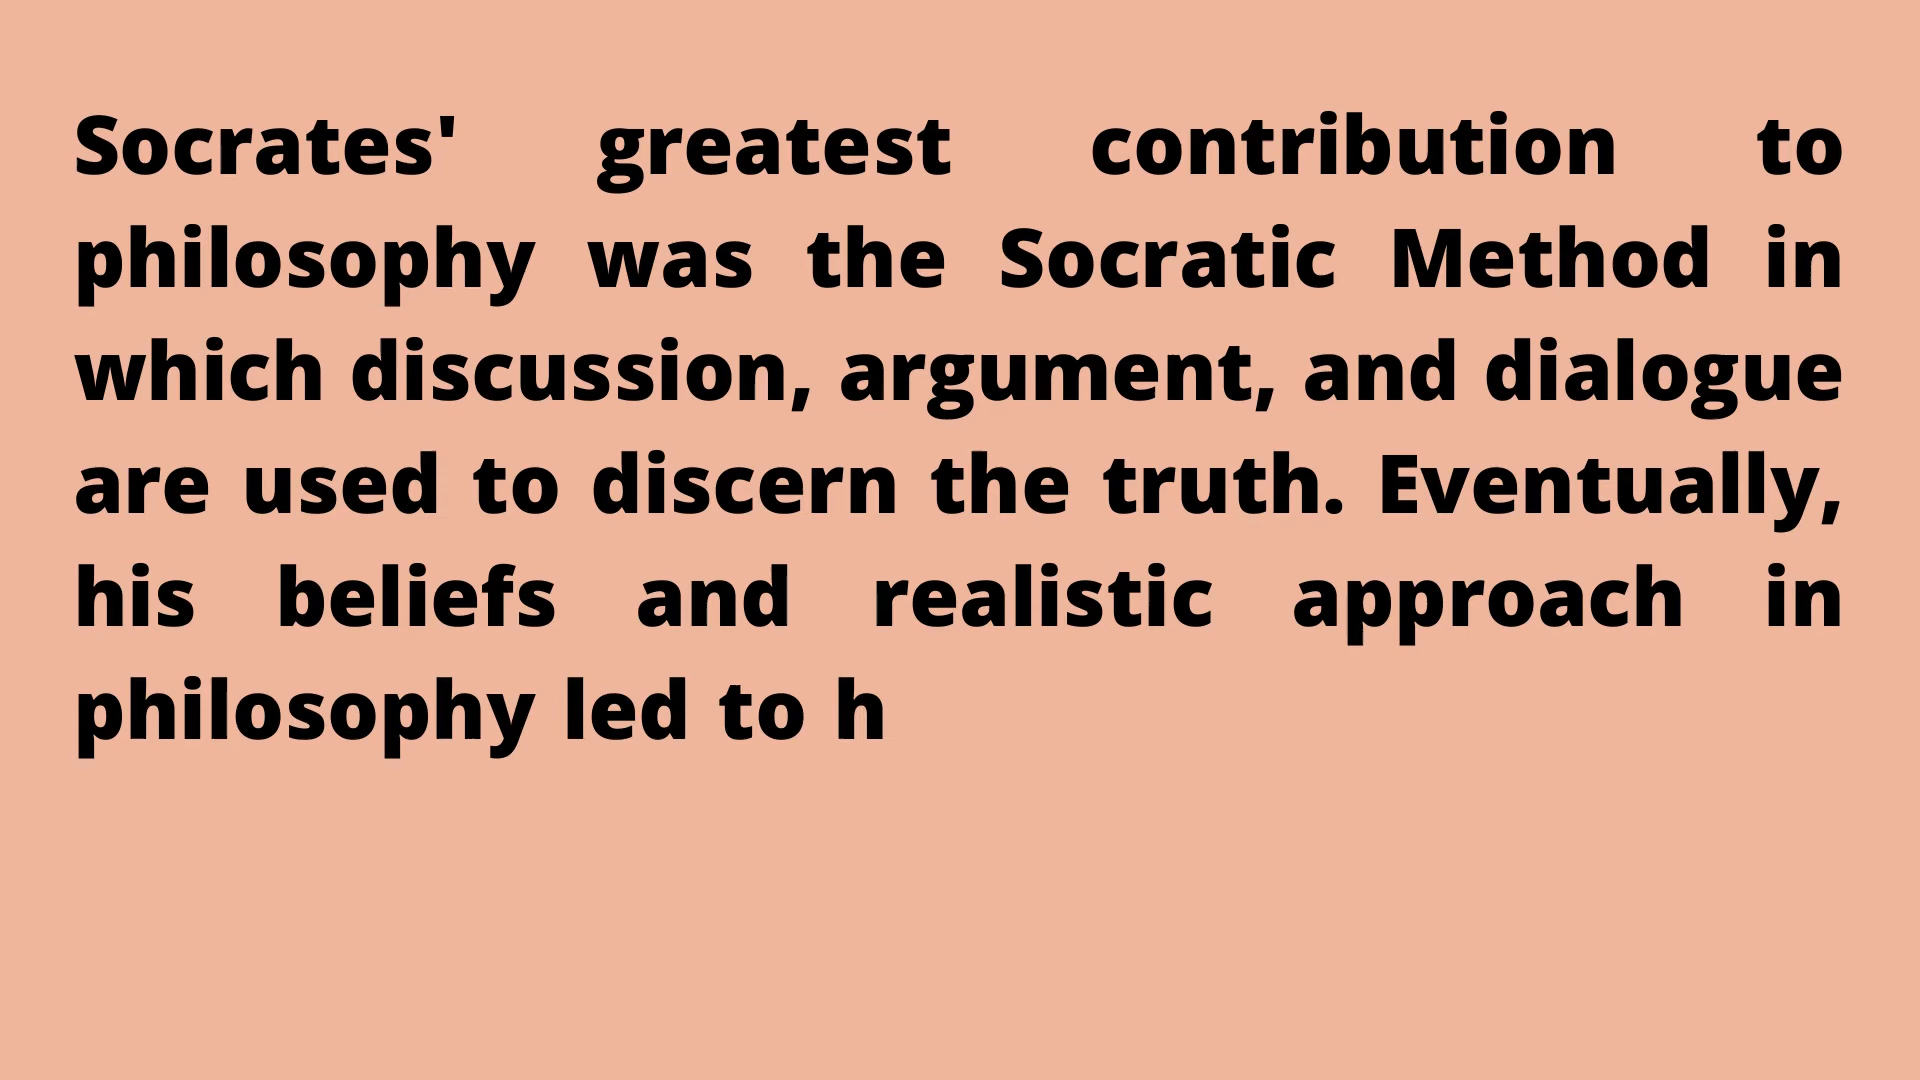 Socrates' greatest contribution to
philosophy was the Socratic Method in
which discussion, argument, and dialogue
are used to discern the truth. Eventually,
his beliefs and realistic approach in
philosophy led to h